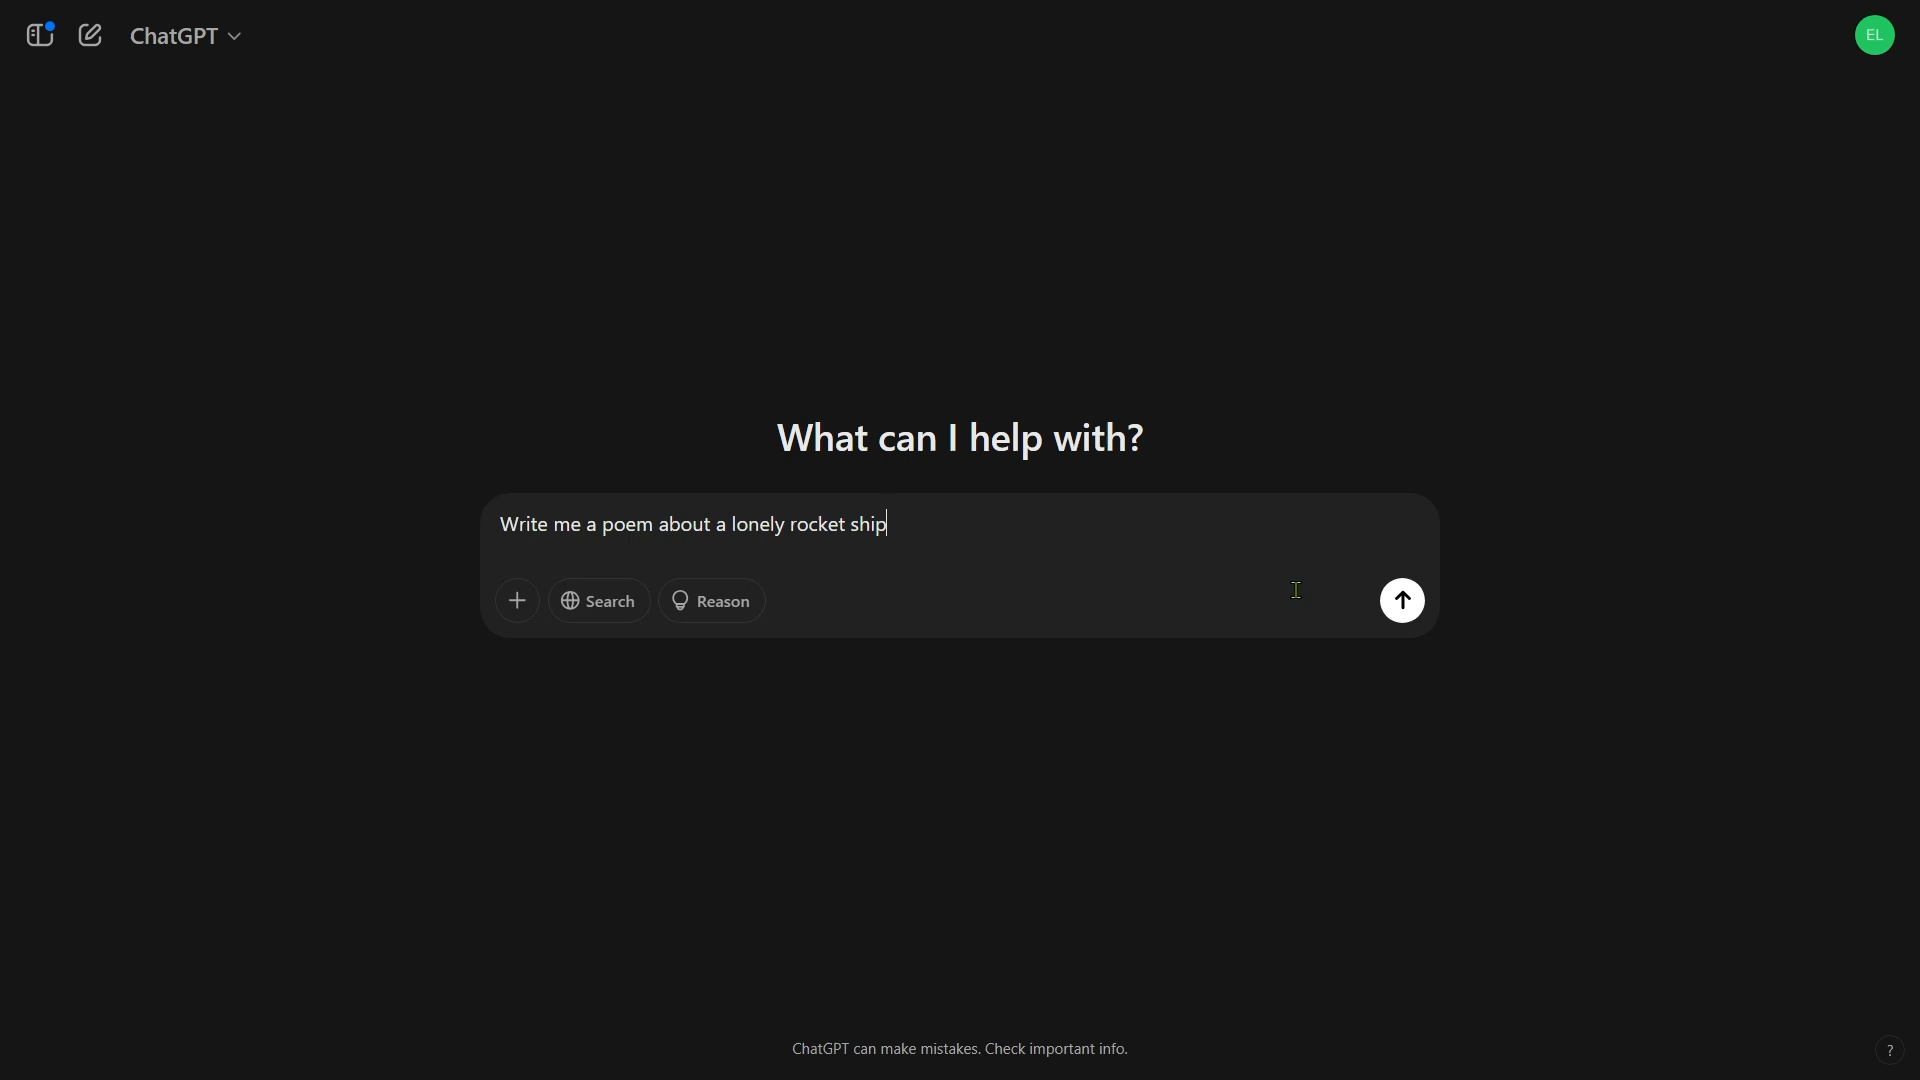 ChatGPT
EL
What can I help with?
Write me a poem about a lonely rocket ship
Search
Reason
ChatGPT can make mistakes. Check important info.
?